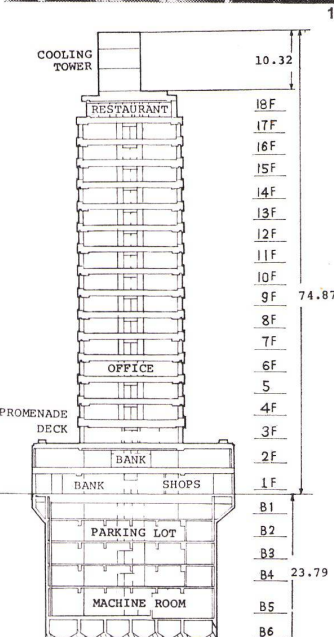 1
COOLING
TOWER
10.32
RESTAURANT
18F
17F
16F
15F
14F
13F
12F
11F
10F
9F
74.87
8F
7F
OFFICE
6F
5
PROMENADE
DECK
4F
3F
BANK
2F
BANK
SHOPS
1F
B1
PARKING LOT
B2
B3
B4
23.79
MACHINE ROOM
B5
B6